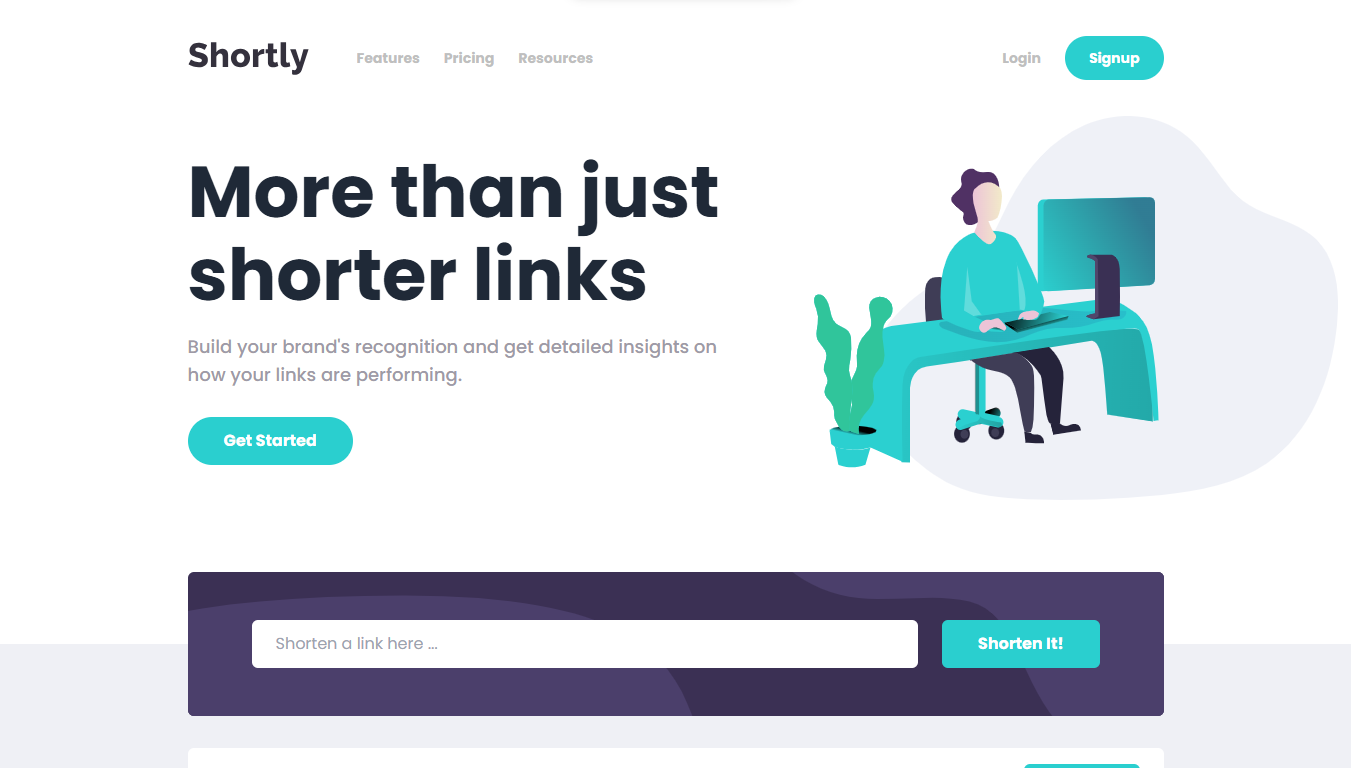 Shortly
Features
Pricing
Resources
Login
Signup
More than just
shorter links
Build your brand's recognition and get detailed insights on
how your links are performing.
Get Started
Shorten a link here ...
Shorten It!